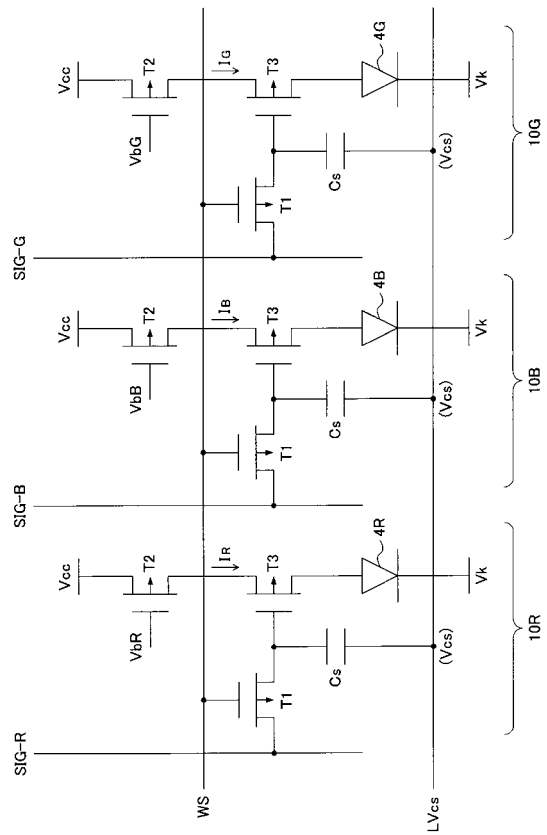 SIG-R
SIG-B
SIG-G
Vcc
Vcc
Vcc
VbR
T2
VbB
T2
VbG
T2
WS
IR
IB
IG
T1
T3
T1
T3
T1
T3
Cs
4R
Cs
4B
Cs
4G
LVcs
(Vcs)
(Vcs)
(Vcs)
Vk
Vk
Vk
10R
10B
10G